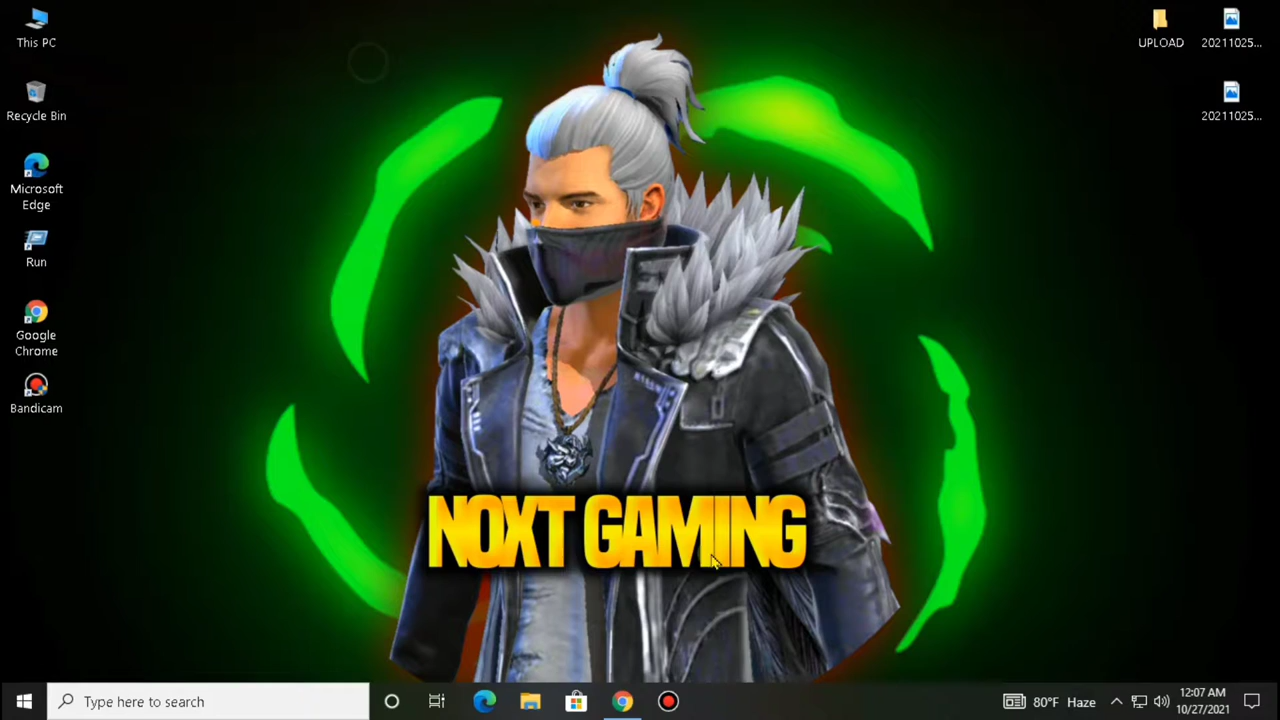 This PC
Recycle Bin
Microsoft
Edge
Run
Google
Chrome
Bandicam
UPLOAD
20211025...
20211025...
NOXT GAMING
Type here to search
80°F Haze
12:07 AM
10/27/2021